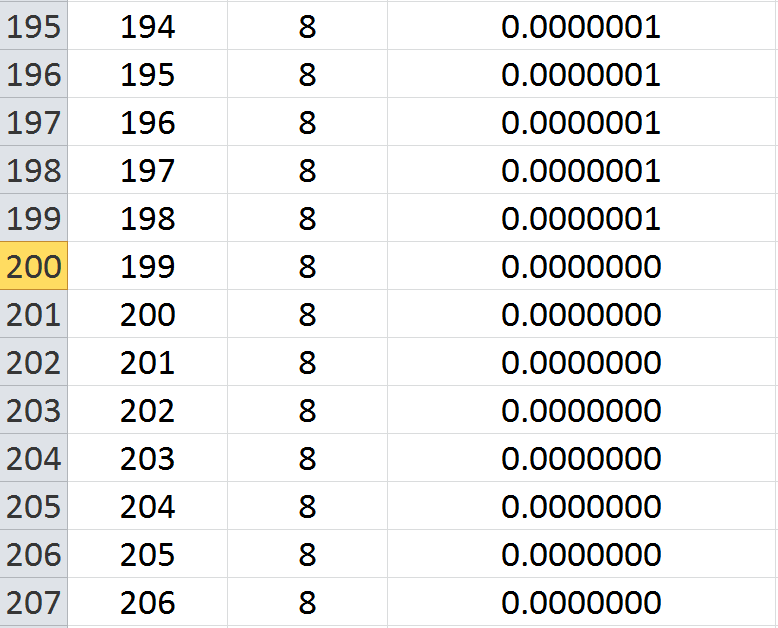 195 194 8 0.0000001
196 195 8 0.0000001
197 196 8 0.0000001
198 197 8 0.0000001
199 198 8 0.0000001
200 199 8 0.0000000
201 200 8 0.0000000
202 201 8 0.0000000
203 202 8 0.0000000
204 203 8 0.0000000
205 204 8 0.0000000
206 205 8 0.0000000
207 206 8 0.0000000